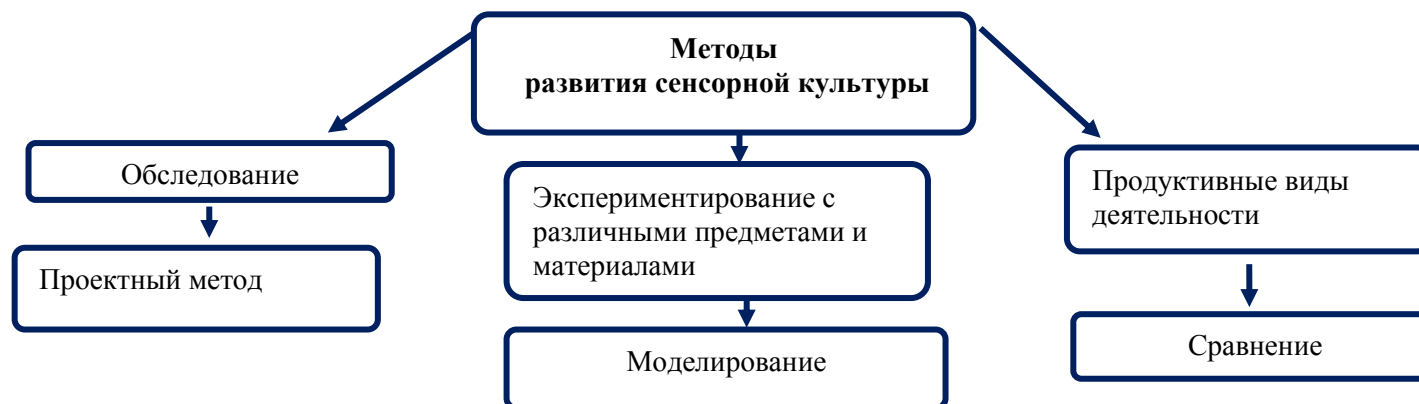 Методы
развития сенсорной культуры
Обследование
Экспериментирование с
различными предметами и
материалами
Продуктивные виды
деятельности
Проектный метод
Моделирование
Сравнение